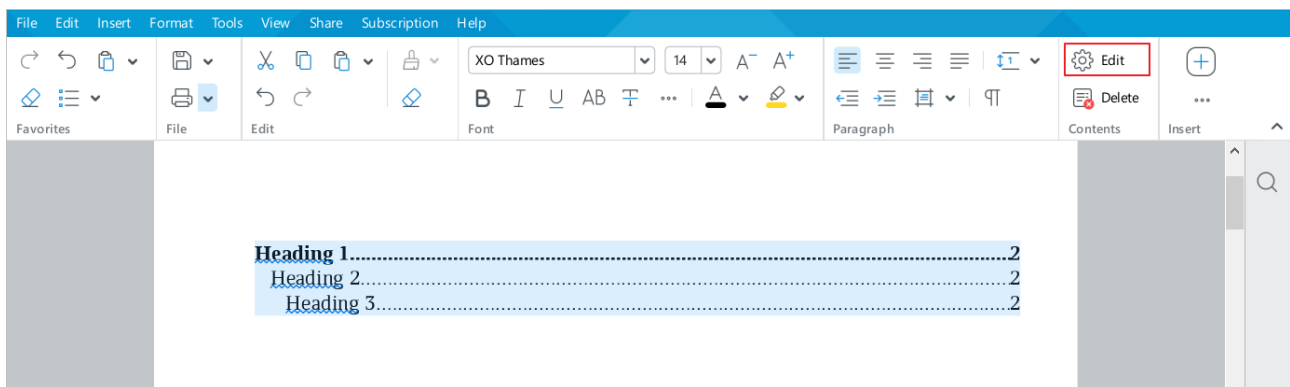 File Edit Insert Format Tools View Share Subscription Help
XO Thames 14 A⁻ A⁺ Edit
B I U AB T A Delete
Favorites File Edit Font Paragraph Contents Insert
Heading 1 2
Heading 2 2
Heading 3 2